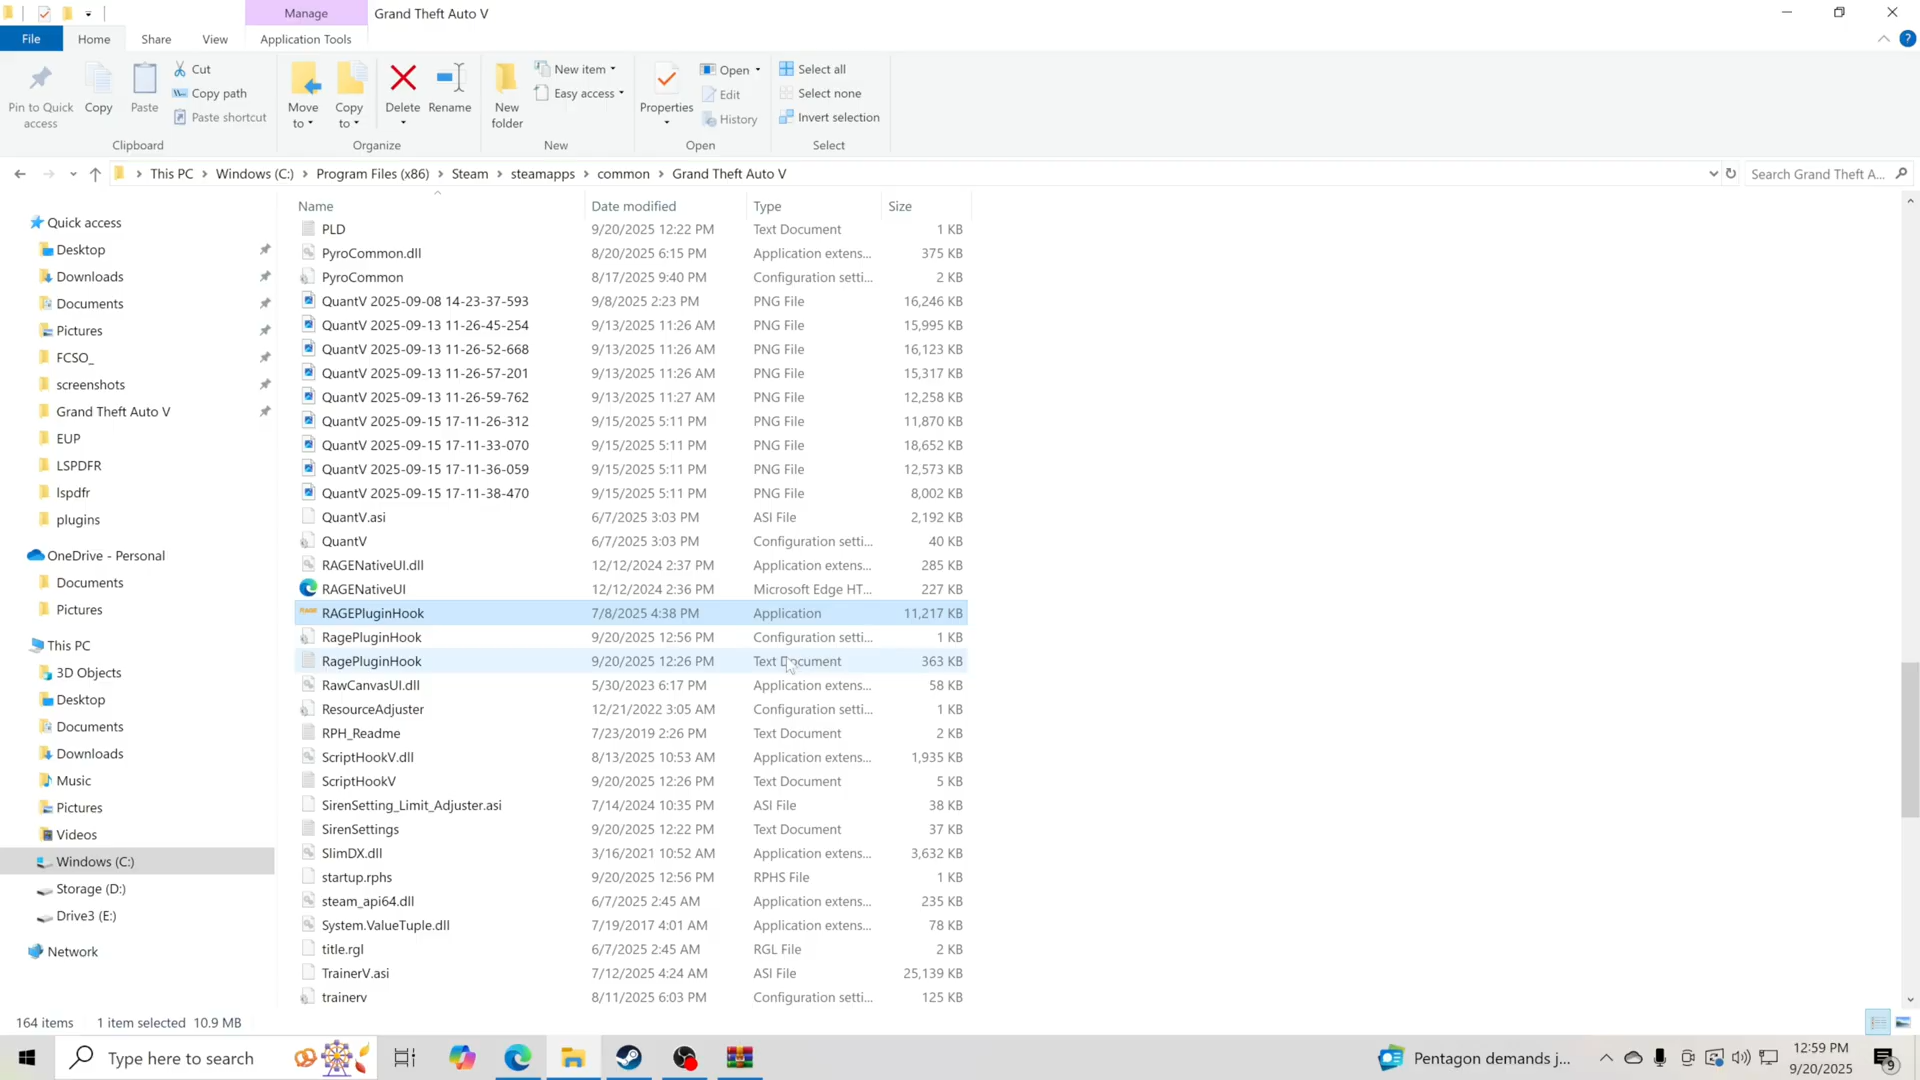 Manage
Grand Theft Auto V
File
Home
Share
View
Application Tools
Pin to Quick access
Copy
Paste
Cut
Copy path
Paste shortcut
Clipboard
Move to
Copy to
Delete
Rename
Organize
New folder
New item
Easy access
New
Properties
Open
Edit
History
Open
Select all
Select none
Invert selection
Select
This PC > Windows (C:) > Program Files (x86) > Steam > steamapps > common > Grand Theft Auto V
Search Grand Theft A...
Quick access
Desktop
Downloads
Documents
Pictures
FCSO_
screenshots
Grand Theft Auto V
EUP
LSPDFR
lspdfr
plugins
OneDrive - Personal
Documents
Pictures
This PC
3D Objects
Desktop
Documents
Downloads
Music
Pictures
Videos
Windows (C:)
Storage (D:)
Drive3 (E:)
Network
Name Date modified Type Size
PLD 9/20/2025 12:22 PM Text Document 1 KB
PyroCommon.dll 8/20/2025 6:15 PM Application extens... 375 KB
PyroCommon 8/17/2025 9:40 PM Configuration setti... 2 KB
QuantV 2025-09-08 14-23-37-593 9/8/2025 2:23 PM PNG File 16,246 KB
QuantV 2025-09-13 11-26-45-254 9/13/2025 11:26 AM PNG File 15,995 KB
QuantV 2025-09-13 11-26-52-668 9/13/2025 11:26 AM PNG File 16,123 KB
QuantV 2025-09-13 11-26-57-201 9/13/2025 11:26 AM PNG File 15,317 KB
QuantV 2025-09-13 11-26-59-762 9/13/2025 11:27 AM PNG File 12,258 KB
QuantV 2025-09-15 17-11-26-312 9/15/2025 5:11 PM PNG File 11,870 KB
QuantV 2025-09-15 17-11-33-070 9/15/2025 5:11 PM PNG File 18,652 KB
QuantV 2025-09-15 17-11-36-059 9/15/2025 5:11 PM PNG File 12,573 KB
QuantV 2025-09-15 17-11-38-470 9/15/2025 5:11 PM PNG File 8,002 KB
QuantV.asi 6/7/2025 3:03 PM ASI File 2,192 KB
QuantV 6/7/2025 3:03 PM Configuration setti... 40 KB
RAGENativeUI.dll 12/12/2024 2:37 PM Application extens... 285 KB
RAGENativeUI 12/12/2024 2:36 PM Microsoft Edge HT... 227 KB
RAGEPluginHook 7/8/2025 4:38 PM Application 11,217 KB
RagePluginHook 9/20/2025 12:56 PM Configuration setti... 1 KB
RagePluginHook 9/20/2025 12:26 PM Text Document 363 KB
RawCanvasUI.dll 5/30/2023 6:17 PM Application extens... 58 KB
ResourceAdjuster 12/21/2022 3:05 AM Configuration setti... 1 KB
RPH_Readme 7/23/2019 2:26 PM Text Document 2 KB
ScriptHookV.dll 8/13/2025 10:53 AM Application extens... 1,935 KB
ScriptHookV 9/20/2025 12:26 PM Text Document 5 KB
SirenSetting_Limit_Adjuster.asi 7/14/2024 10:35 PM ASI File 38 KB
SirenSettings 9/20/2025 12:22 PM Text Document 37 KB
SlimDX.dll 3/16/2021 10:52 AM Application extens... 3,632 KB
startup.rphs 9/20/2025 12:56 PM RPHS File 1 KB
steam_api64.dll 6/7/2025 2:45 AM Application extens... 235 KB
System.ValueTuple.dll 7/19/2017 4:01 AM Application extens... 78 KB
title.rgl 6/7/2025 2:45 AM RGL File 2 KB
TrainerV.asi 7/12/2025 4:24 AM ASI File 25,139 KB
trainerv 8/11/2025 6:03 PM Configuration setti... 125 KB
164 items 1 item selected 10.9 MB
Type here to search
Pentagon demands j...
12:59 PM
9/20/2025
9